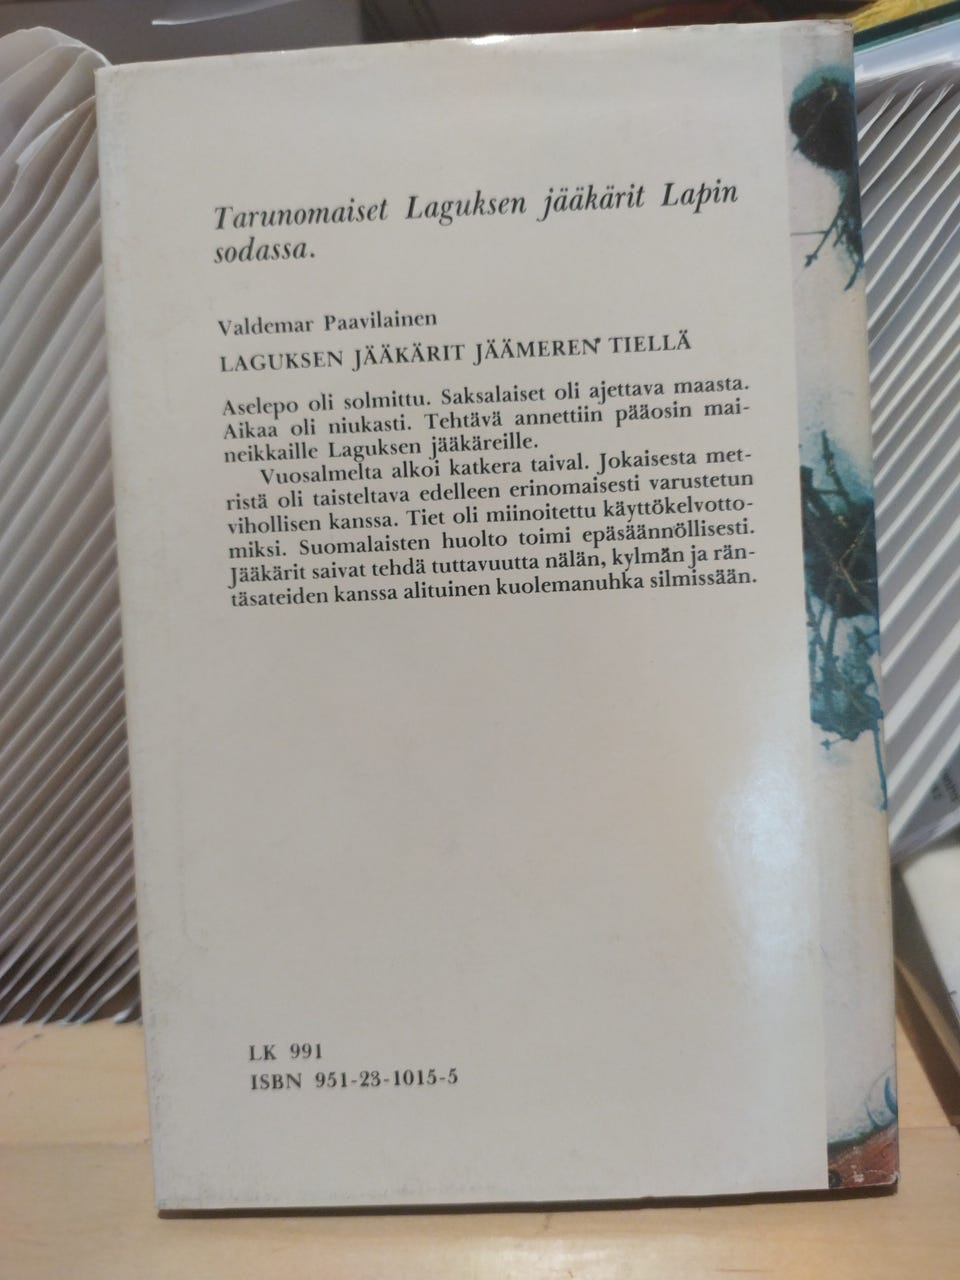 Tarunomaiset Laguksen jääkärit Lapin
sodassa.
Valdemar Paavilainen
LAGUKSEN JÄÄKÄRIT JÄÄMEREN TIELLÄ
Aselepo oli solmittu. Saksalaiset oli ajettava maasta.
Aikaa oli niukasti. Tehtävä annettiin pääosin mai-
neikkaille Laguksen jääkäreille.
Vuosalmelta alkoi katkera taival. Jokaisesta met-
ristä oli taisteltava edelleen erinomaisesti varustetun
vihollisen kanssa. Tiet oli miinoitettu käyttökelvotto-
miksi. Suomalaisten huolto toimi epäsäännöllisesti.
Jääkärit saivat tehdä tuttavuutta nälän, kylmän ja rän-
täsateiden kanssa alituinen kuolemanuhka silmissään.
LK 991
ISBN 951-23-1015-5